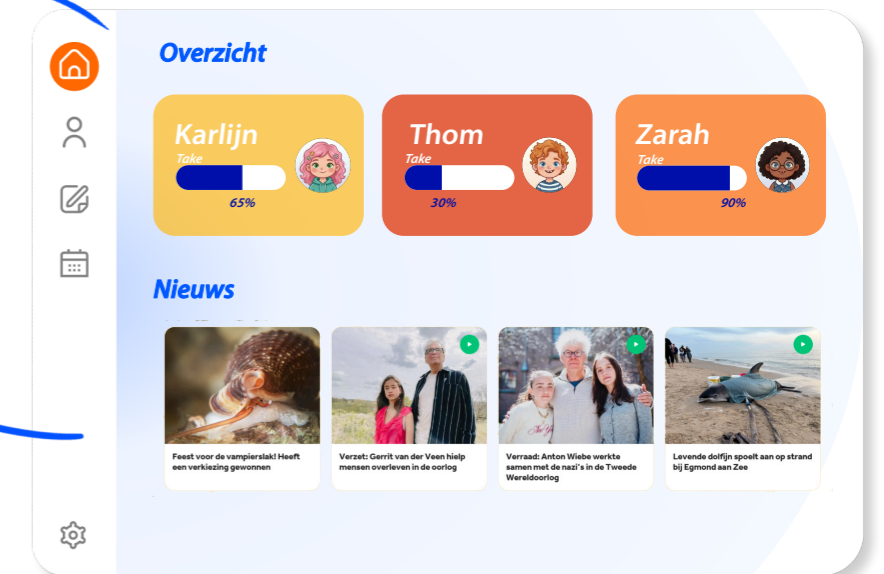 Overzicht
Karlijn
Take
65%
Thom
Take
30%
Zarah
Take
90%
Nieuws
Feest voor de vampierslak! Heeft
een verkiezing gewonnen
Verzet: Gerrit van der Veen hielp
mensen overleven in de oorlog
Verraad: Anton Wiebe werkte
samen met de nazi's in de Tweede
Wereldoorlog
Levende dolfijn spoelt aan op strand
bij Egmond aan Zee